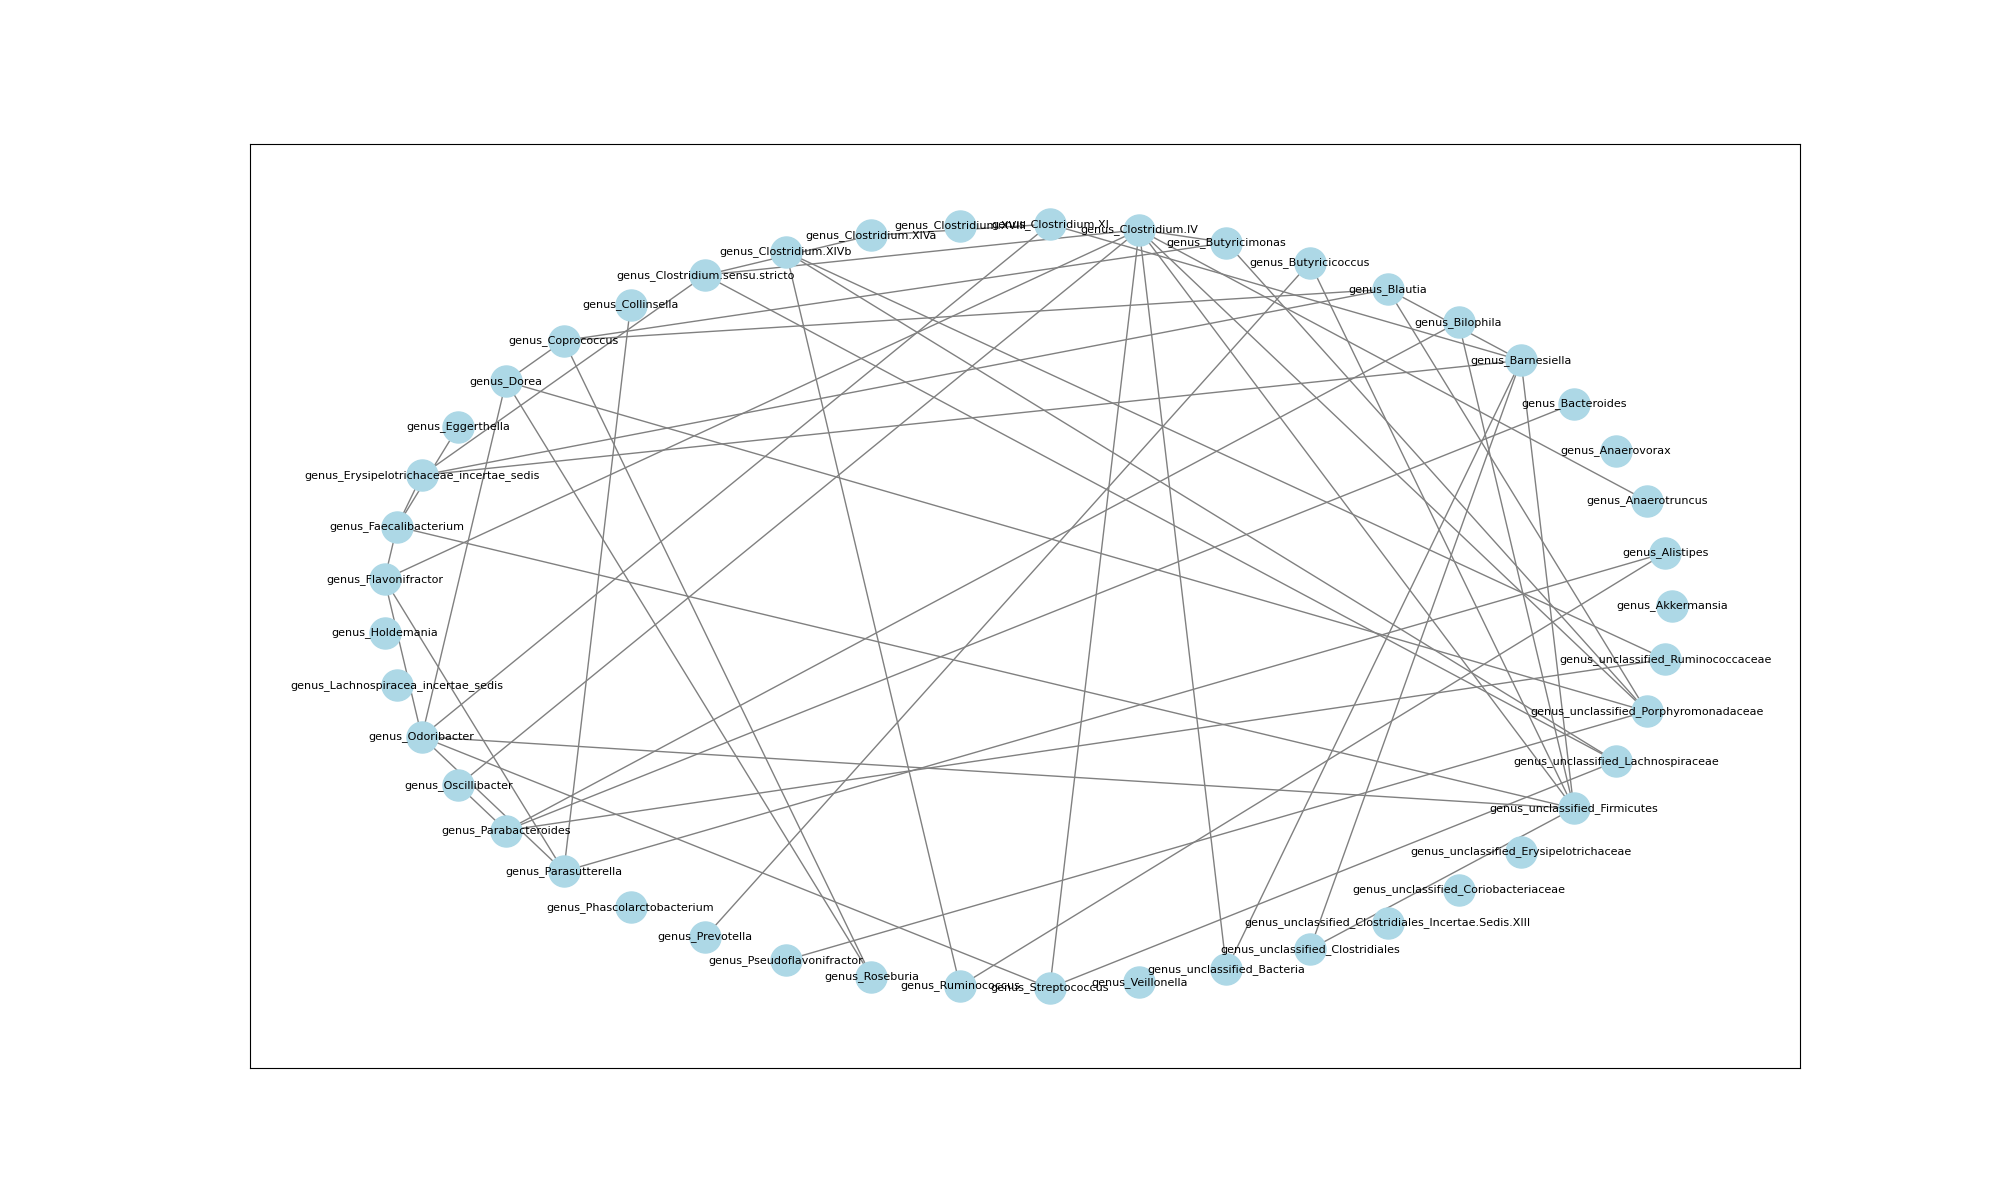 genus_Clostridium.XI
genus_Clostridium.XVIII
genus_Clostridium.IV
genus_Clostridium.XIVa
genus_Butyricimonas
genus_Clostridium.XIVb
genus_Butyricicoccus
genus_Clostridium.sensu.stricto
genus_Blautia
genus_Collinsella
genus_Bilophila
genus_Coprococcus
genus_Barnesiella
genus_Dorea
genus_Bacteroides
genus_Eggerthella
genus_Anaerovorax
genus_Erysipelotrichaceae_incertae_sedis
genus_Anaerotruncus
genus_Faecalibacterium
genus_Alistipes
genus_Flavonifractor
genus_Akkermansia
genus_Holdemania
genus_unclassified_Ruminococcaceae
genus_Lachnospiracea_incertae_sedis
genus_unclassified_Porphyromonadaceae
genus_Odoribacter
genus_unclassified_Lachnospiraceae
genus_Oscillibacter
genus_unclassified_Firmicutes
genus_Parabacteroides
genus_unclassified_Erysipelotrichaceae
genus_Parasutterella
genus_unclassified_Coriobacteriaceae
genus_Phascolarctobacterium
genus_unclassified_Clostridiales_Incertae.Sedis.XIII
genus_Prevotella
genus_unclassified_Clostridiales
genus_Pseudoflavonifractor
genus_unclassified_Bacteria
genus_Roseburia
genus_Veillonella
genus_Ruminococcus
genus_Streptococcus